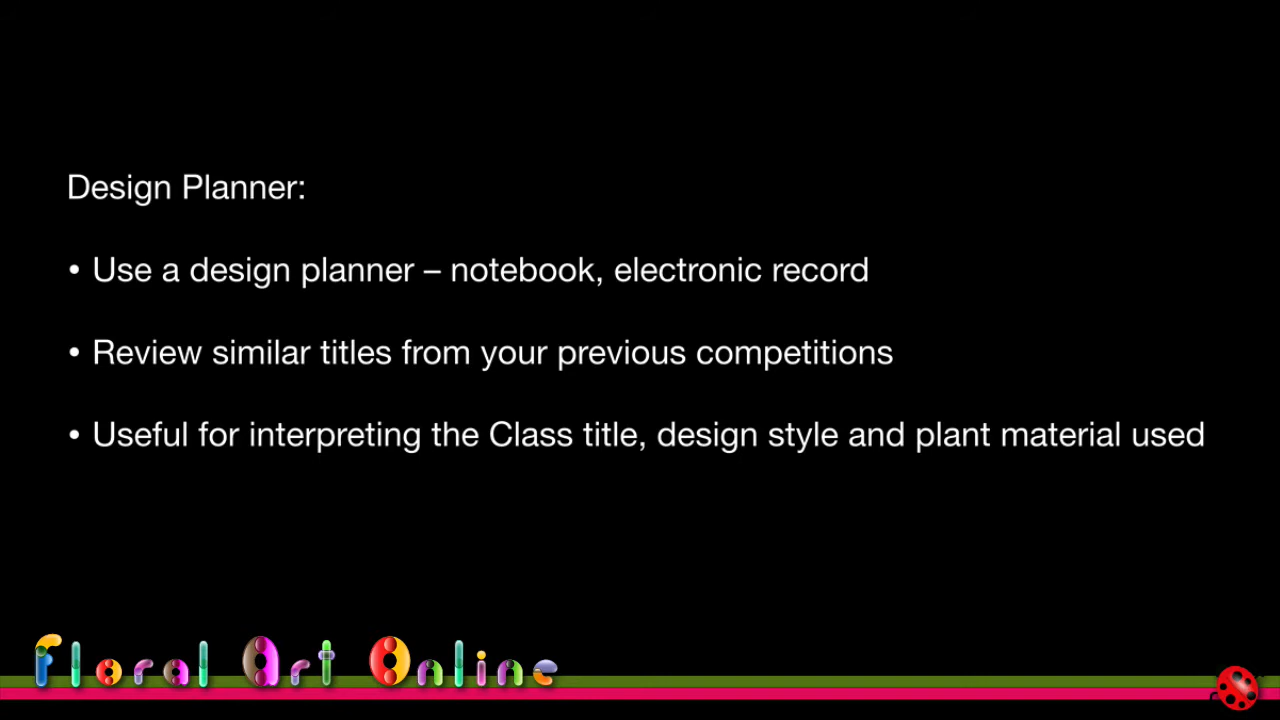 Design Planner:
• Use a design planner – notebook, electronic record
• Review similar titles from your previous competitions
• Useful for interpreting the Class title, design style and plant material used
Floral Art Online